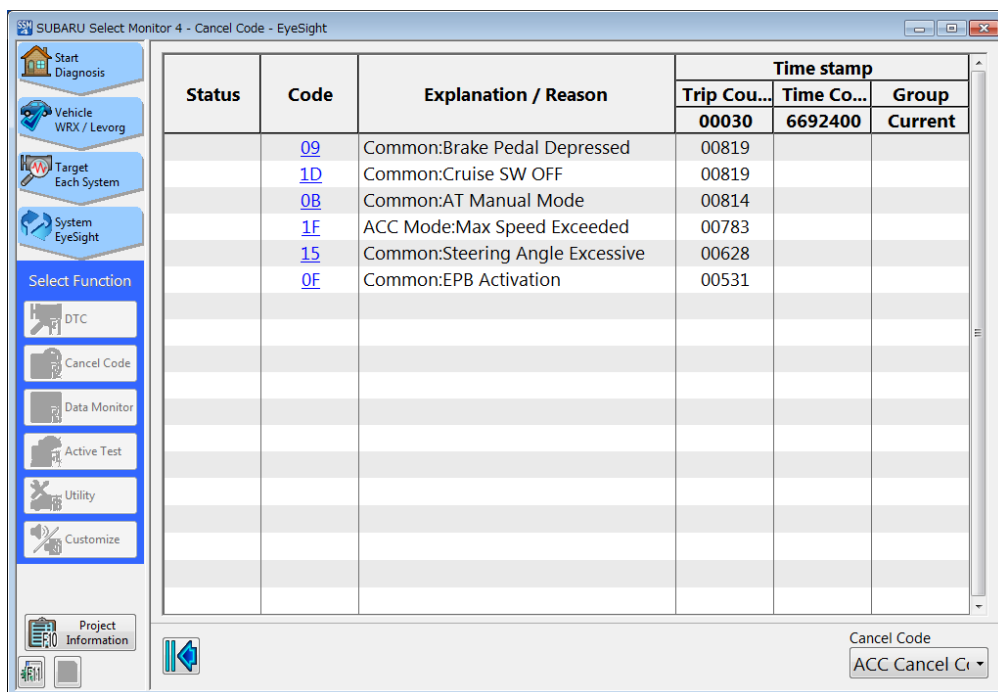 SUBARU Select Monitor 4 - Cancel Code - EyeSight
Start
Diagnosis
Vehicle
WRX / Levorg
Target
Each System
System
EyeSight
Select Function
DTC
Cancel Code
Data Monitor
Active Test
Utility
Customize
Project
Information
F10
F11
Status Code Explanation / Reason Time stamp
Trip Cou... Time Co... Group
00030 6692400 Current
09 Common:Brake Pedal Depressed 00819
1D Common:Cruise SW OFF 00819
0B Common:AT Manual Mode 00814
1F ACC Mode:Max Speed Exceeded 00783
15 Common:Steering Angle Excessive 00628
0F Common:EPB Activation 00531
Cancel Code
ACC Cancel C